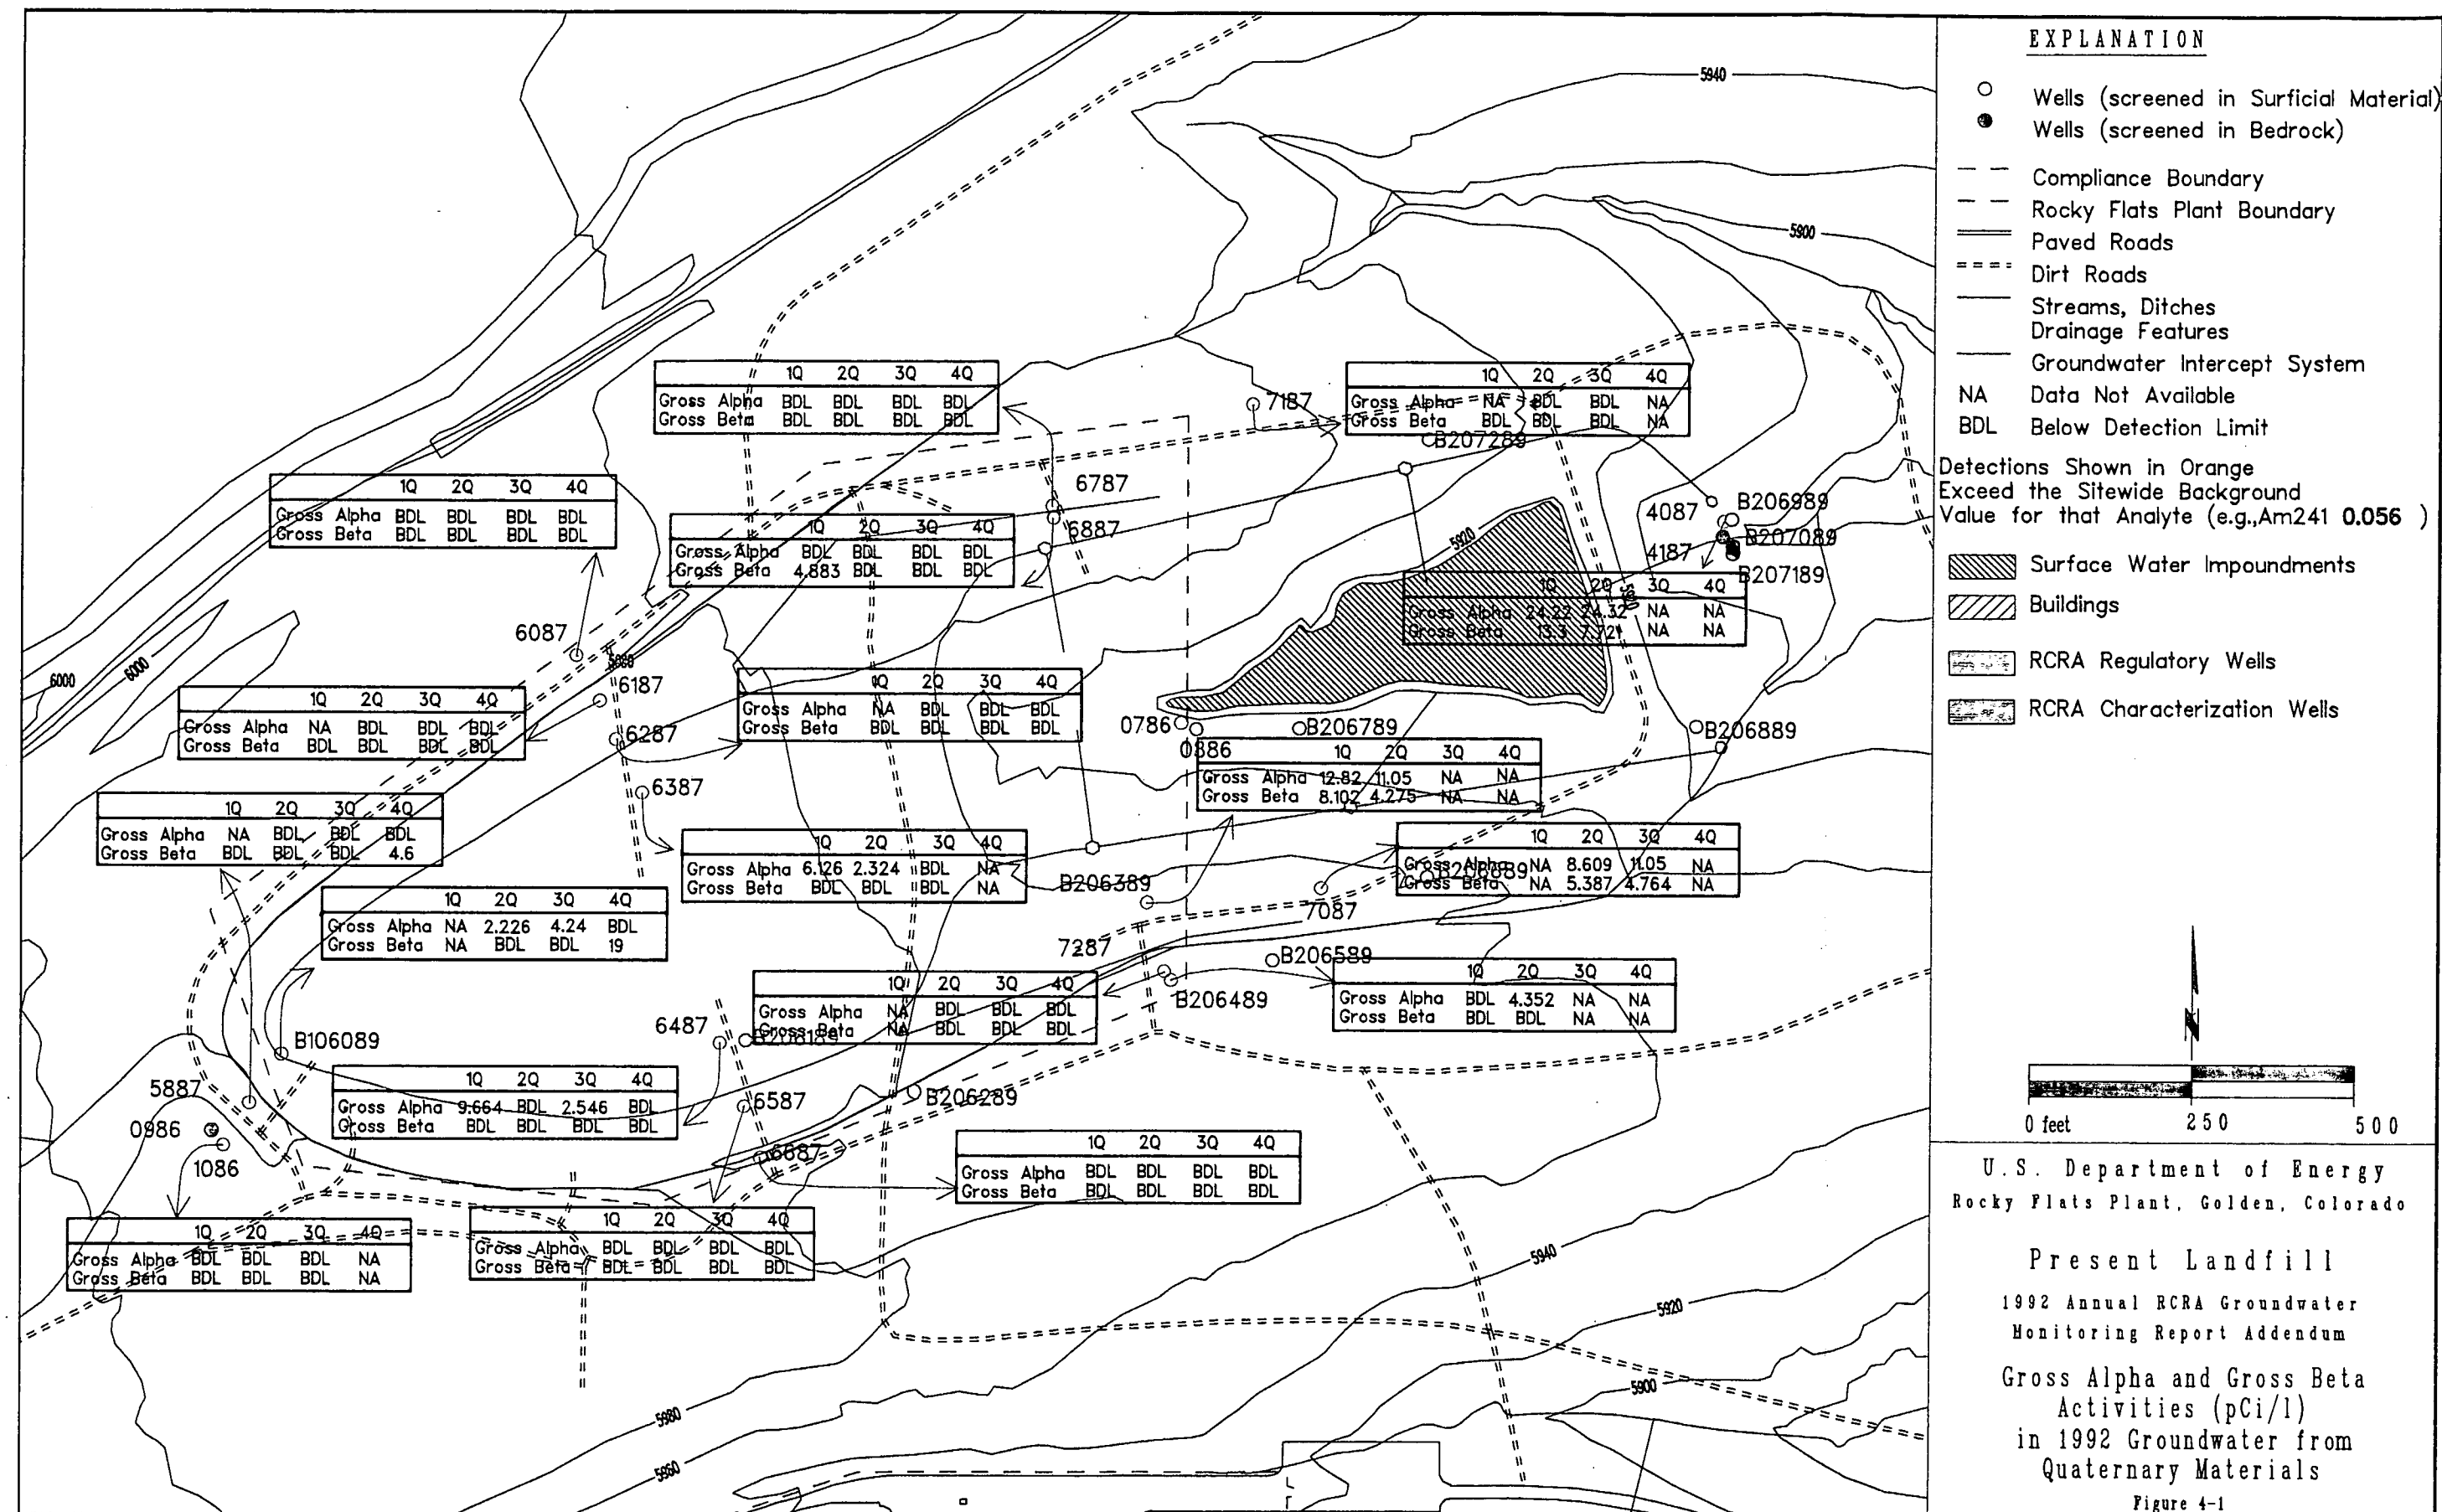 EXPLANATION
Wells (screened in Surficial Material)
Wells (screened in Bedrock)
Compliance Boundary
Rocky Flats Plant Boundary
Paved Roads
Dirt Roads
Streams, Ditches
Drainage Features
Groundwater Intercept System
NA Data Not Available
BDL Below Detection Limit
Detections Shown in Orange
Exceed the Sitewide Background
Value for that Analyte (e.g.,Am241 0.056 )
Surface Water Impoundments
Buildings
RCRA Regulatory Wells
RCRA Characterization Wells
N
0 feet 250 500
U.S. Department of Energy
Rocky Flats Plant, Golden, Colorado
Present Landfill
1992 Annual RCRA Groundwater
Monitoring Report Addendum
Gross Alpha and Gross Beta
Activities (pCi/l)
in 1992 Groundwater from
Quaternary Materials
Figure 4-1
5940
5900
1Q 2Q 3Q 4Q
Gross Alpha BDL BDL BDL BDL
Gross Beta BDL BDL BDL BDL
7187
1Q 2Q 3Q 4Q
Gross Alpha NA BDL BDL NA
Gross Beta BDL BDL BDL NA
B207289
1Q 2Q 3Q 4Q
Gross Alpha BDL BDL BDL BDL
Gross Beta BDL BDL BDL BDL
6787
6887
1Q 2Q 3Q 4Q
Gross Alpha BDL BDL BDL BDL
Gross Beta 4.883 BDL BDL BDL
5920
4087
B206989
B207089
4187
B207189
1Q 2Q 3Q 4Q
Gross Alpha 24.22 24.32 NA NA
Gross Beta 13.3 7.721 NA NA
5920
6087
5980
6000
6000
6187
1Q 2Q 3Q 4Q
Gross Alpha NA BDL BDL BDL
Gross Beta BDL BDL BDL BDL
6287
1Q 2Q 3Q 4Q
Gross Alpha NA BDL BDL BDL
Gross Beta BDL BDL BDL BDL
0786
0886
B206789
B206889
1Q 2Q 3Q 4Q
Gross Alpha 12.82 11.05 NA NA
Gross Beta 8.102 4.275 NA NA
6387
1Q 2Q 3Q 4Q
Gross Alpha NA BDL BDL BDL
Gross Beta BDL BDL BDL 4.6
1Q 2Q 3Q 4Q
Gross Alpha 6.126 2.324 BDL NA
Gross Beta BDL BDL BDL NA
1Q 2Q 3Q 4Q
Gross Alpha NA 8.609 11.05 NA
Gross Beta NA 5.387 4.764 NA
B206689
B206389
7087
1Q 2Q 3Q 4Q
Gross Alpha NA 2.226 4.24 BDL
Gross Beta NA BDL BDL 19
7287
B206589
B206489
1Q 2Q 3Q 4Q
Gross Alpha NA BDL BDL BDL
Gross Beta NA BDL BDL BDL
1Q 2Q 3Q 4Q
Gross Alpha BDL 4.352 NA NA
Gross Beta BDL BDL NA NA
B106089
6487
B206189
5887
1Q 2Q 3Q 4Q
Gross Alpha 9.664 BDL 2.546 BDL
Gross Beta BDL BDL BDL BDL
6587
B206289
0986
1086
6687
1Q 2Q 3Q 4Q
Gross Alpha BDL BDL BDL BDL
Gross Beta BDL BDL BDL BDL
1Q 2Q 3Q 4Q
Gross Alpha BDL BDL BDL NA
Gross Beta BDL BDL BDL NA
1Q 2Q 3Q 4Q
Gross Alpha BDL BDL BDL BDL
Gross Beta BDL BDL BDL BDL
5940
5920
5900
5980
5960